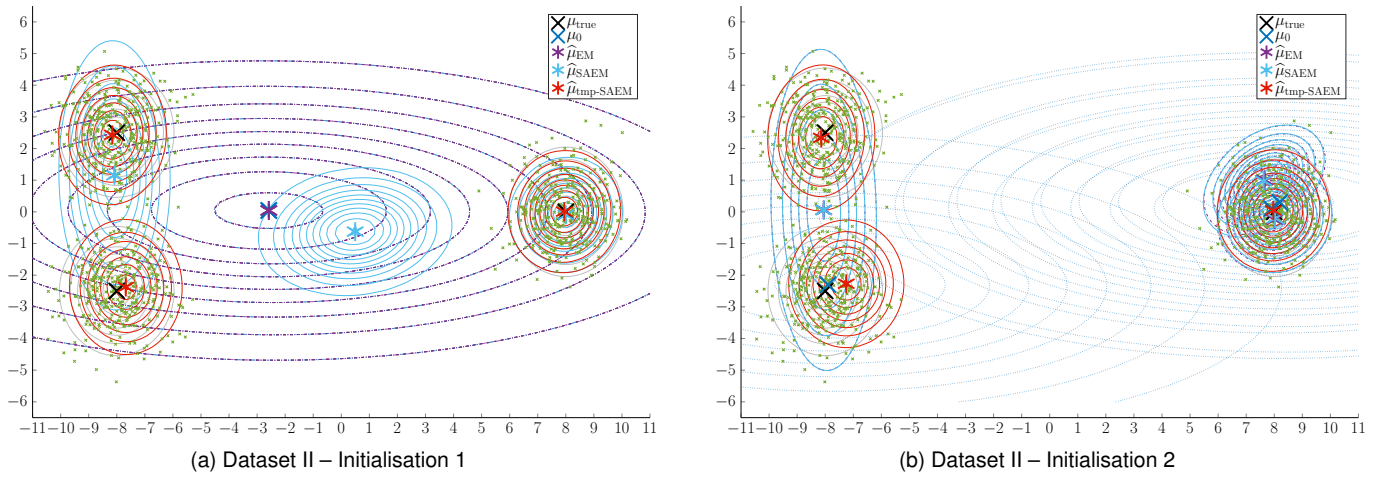 6
5
4
3
2
1
0
−1
−2
−3
−4
−5
−6
−11 −10 −9 −8 −7 −6 −5 −4 −3 −2 −1 0 1 2 3 4 5 6 7 8 9 10 11
μtrue
μ0
μ̂EM
μ̂SAEM
μ̂tmp-SAEM
(a) Dataset II – Initialisation 1
6
5
4
3
2
1
0
−1
−2
−3
−4
−5
−6
−11 −10 −9 −8 −7 −6 −5 −4 −3 −2 −1 0 1 2 3 4 5 6 7 8 9 10 11
μtrue
μ0
μ̂EM
μ̂SAEM
μ̂tmp-SAEM
(b) Dataset II – Initialisation 2